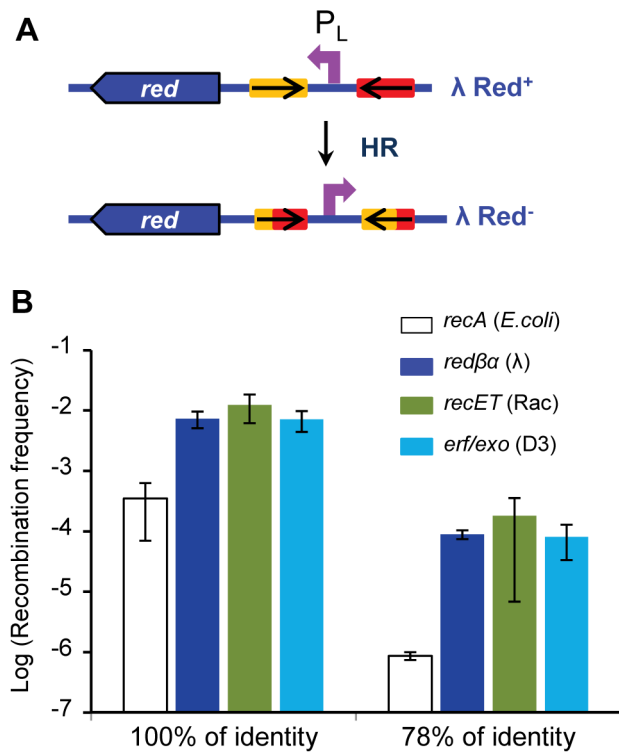 A
P_L
red
λ Red⁺
HR
red
λ Red⁻
B
recA (E.coli)
redβα (λ)
recET (Rac)
erf/exo (D3)
Log (Recombination frequency)
-1
-2
-3
-4
-5
-6
-7
100% of identity
78% of identity